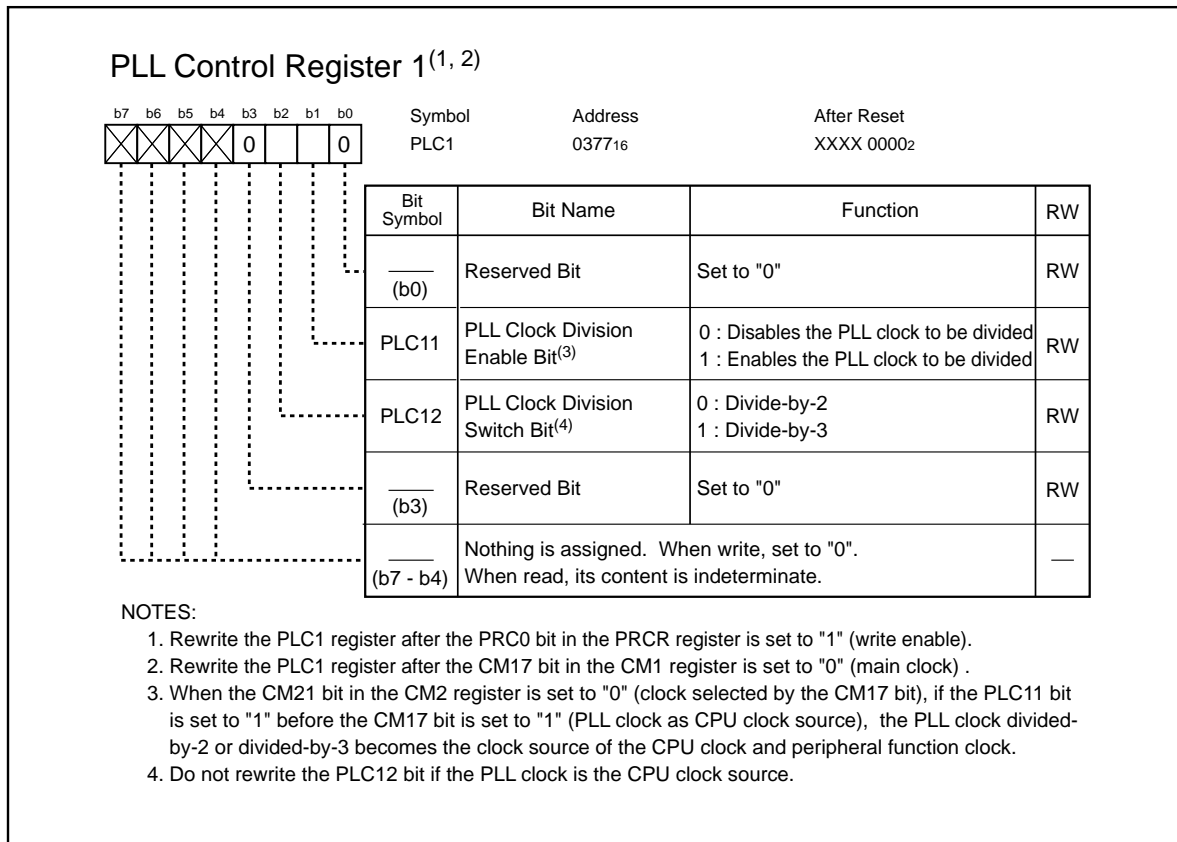 PLL Control Register 1(1, 2)
b7 b6 b5 b4 b3 b2 b1 b0
Symbol Address After Reset
0 0
PLC1 037716 XXXX 00002
Bit Symbol Bit Name Function RW
(b0) Reserved Bit Set to "0" RW
PLC11 PLL Clock Division Enable Bit(3) 0 : Disables the PLL clock to be divided
1 : Enables the PLL clock to be divided RW
PLC12 PLL Clock Division Switch Bit(4) 0 : Divide-by-2
1 : Divide-by-3 RW
(b3) Reserved Bit Set to "0" RW
(b7 - b4) Nothing is assigned. When write, set to "0".
When read, its content is indeterminate. —
NOTES:
1. Rewrite the PLC1 register after the PRC0 bit in the PRCR register is set to "1" (write enable).
2. Rewrite the PLC1 register after the CM17 bit in the CM1 register is set to "0" (main clock) .
3. When the CM21 bit in the CM2 register is set to "0" (clock selected by the CM17 bit), if the PLC11 bit
is set to "1" before the CM17 bit is set to "1" (PLL clock as CPU clock source), the PLL clock divided-
by-2 or divided-by-3 becomes the clock source of the CPU clock and peripheral function clock.
4. Do not rewrite the PLC12 bit if the PLL clock is the CPU clock source.